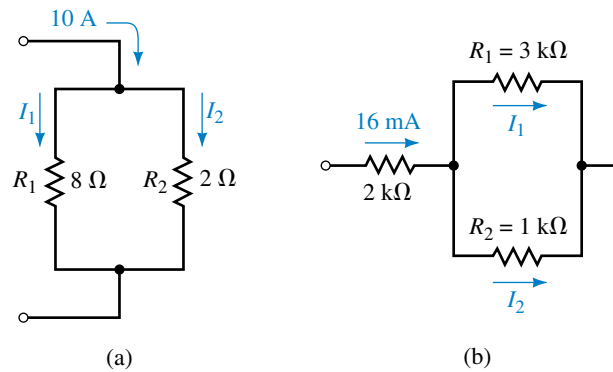 10 A
I1
I2
R1
8 Ω
R2
2 Ω
(a)
R1 = 3 kΩ
I1
16 mA
2 kΩ
R2 = 1 kΩ
I2
(b)